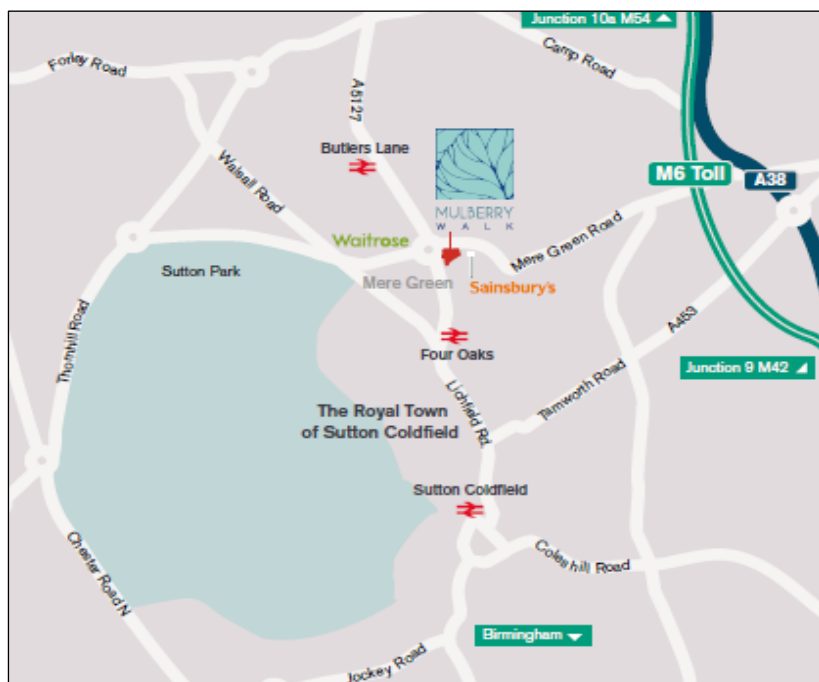 Junction 10a M54
Camp Road
Forley Road
A5127
Butlers Lane
Walsall Road
M6 Toll
A38
MULBERRY
WALK
Waitrose
Mere Green Road
Sutton Park
Mere Green
Sainsbury's
Thornhill Road
A453
Four Oaks
Junction 9 M42
Lichfield Rd.
Tamworth Road
The Royal Town
of Sutton Coldfield
Sutton Coldfield
Chester Road N
Coleshill Road
Birmingham
Jockey Road